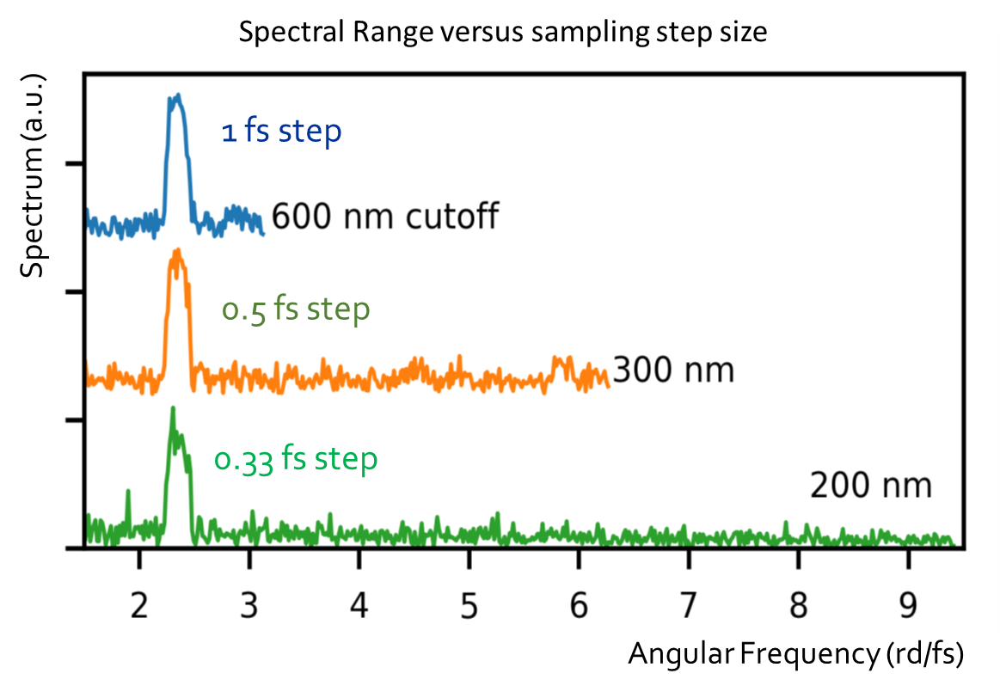 Spectral Range versus sampling step size
Spectrum (a.u.)
1 fs step
600 nm cutoff
0.5 fs step
300 nm
0.33 fs step
200 nm
2 3 4 5 6 7 8 9
Angular Frequency (rd/fs)